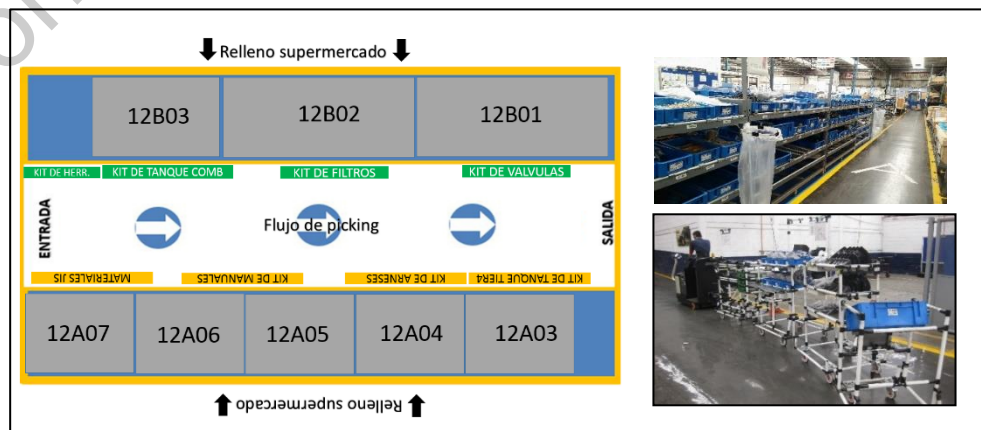 Relleno supermercado
12B03 12B02 12B01
KIT DE HERR. KIT DE TANQUE COMB KIT DE FILTROS KIT DE VALVULAS
ENTRADA
Flujo de picking
SALIDA
MATERIALES JIS KIT DE MANUALES KIT DE ARNESES KIT DE TANQUE TIER4
12A07 12A06 12A05 12A04 12A03
Relleno supermercado